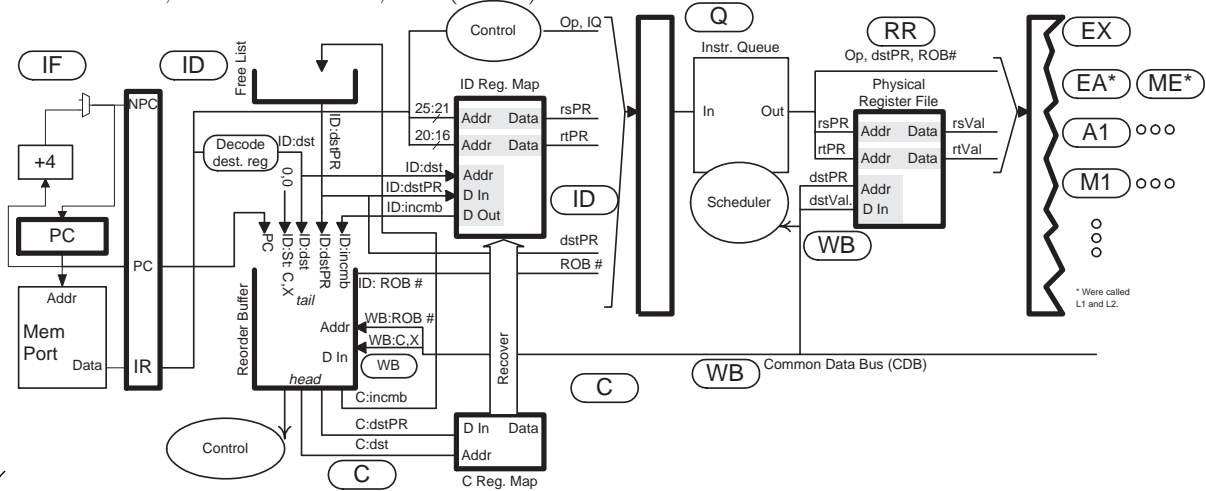 Control
Op, IQ
Q
RR
EX
IF
ID
Free List
Instr. Queue
Op, dstPR, ROB#
ID Reg. Map
Physical
Register File
EA*
ME*
NPC
25:21
Addr
Data
rsPR
In
Out
rsPR
Addr
Data
rsVal
A1
ID:dstPR
20:16
Addr
Data
rtPR
rtPR
Addr
Data
rtVal
Decode
dest. reg
ID:dst
+4
ID:dst
Addr
dstPR
Addr
M1
0,0
ID:dstPR
D In
ID
Scheduler
dstVal.
D In
ID:incmb
D Out
PC
WB
PC
ID:St: C,X
ID:dst
ID:dstPR
ID:incmb
dstPR
PC
ROB #
tail
ID: ROB #
* Were called
L1 and L2.
Addr
Mem
Port
Reorder Buffer
WB:ROB #
Addr
WB:C,X
Data
IR
D In
WB
Recover
WB
Common Data Bus (CDB)
head
C
C:incmb
C:dstPR
D In
Data
Control
C:dst
Addr
C
C Reg. Map